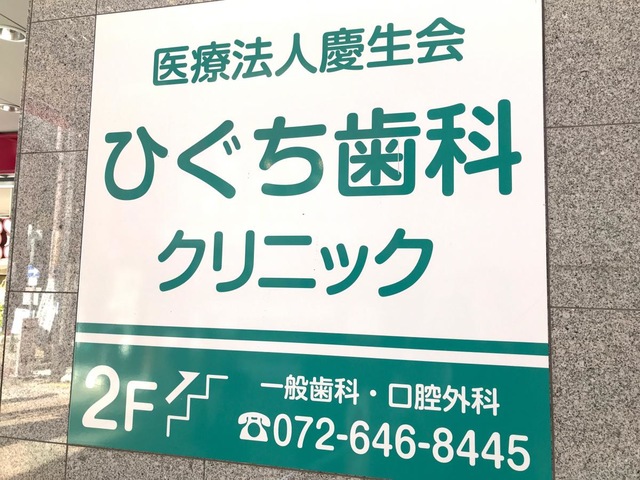 医療法人慶生会
ひぐち歯科
クリニック
2F
一般歯科・口腔外科
☎072-646-8445